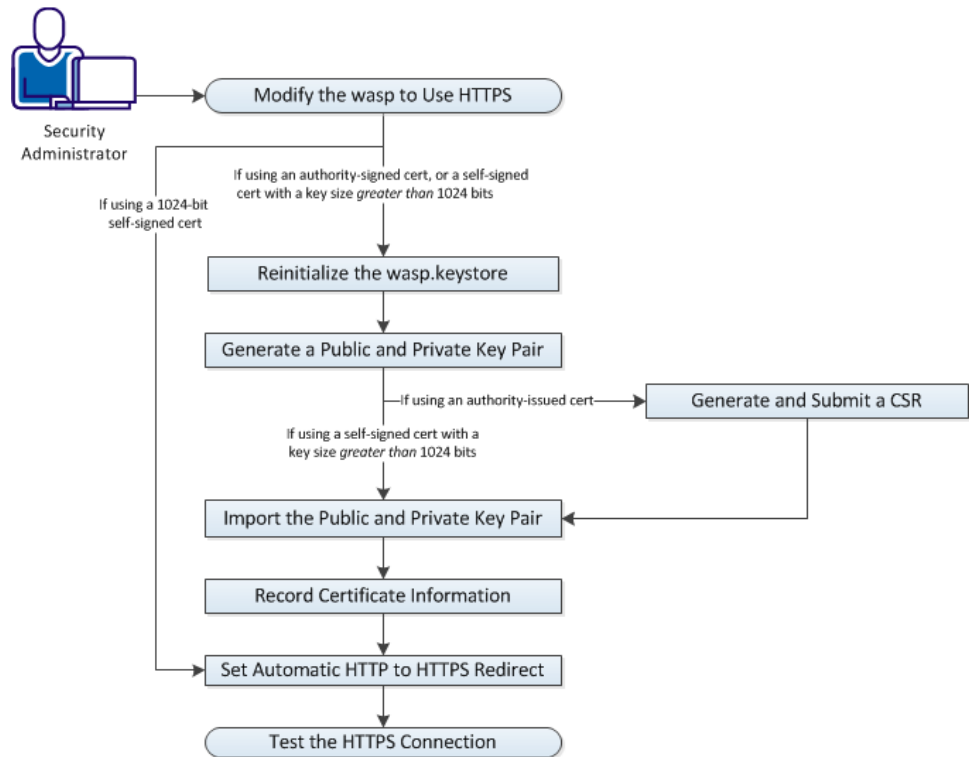 Security
Administrator
Modify the wasp to Use HTTPS
If using an authority-signed cert, or a self-signed
cert with a key size greater than 1024 bits
If using a 1024-bit
self-signed cert
Reinitialize the wasp.keystore
Generate a Public and Private Key Pair
If using an authority-issued cert
Generate and Submit a CSR
If using a self-signed cert with a
key size greater than 1024 bits
Import the Public and Private Key Pair
Record Certificate Information
Set Automatic HTTP to HTTPS Redirect
Test the HTTPS Connection